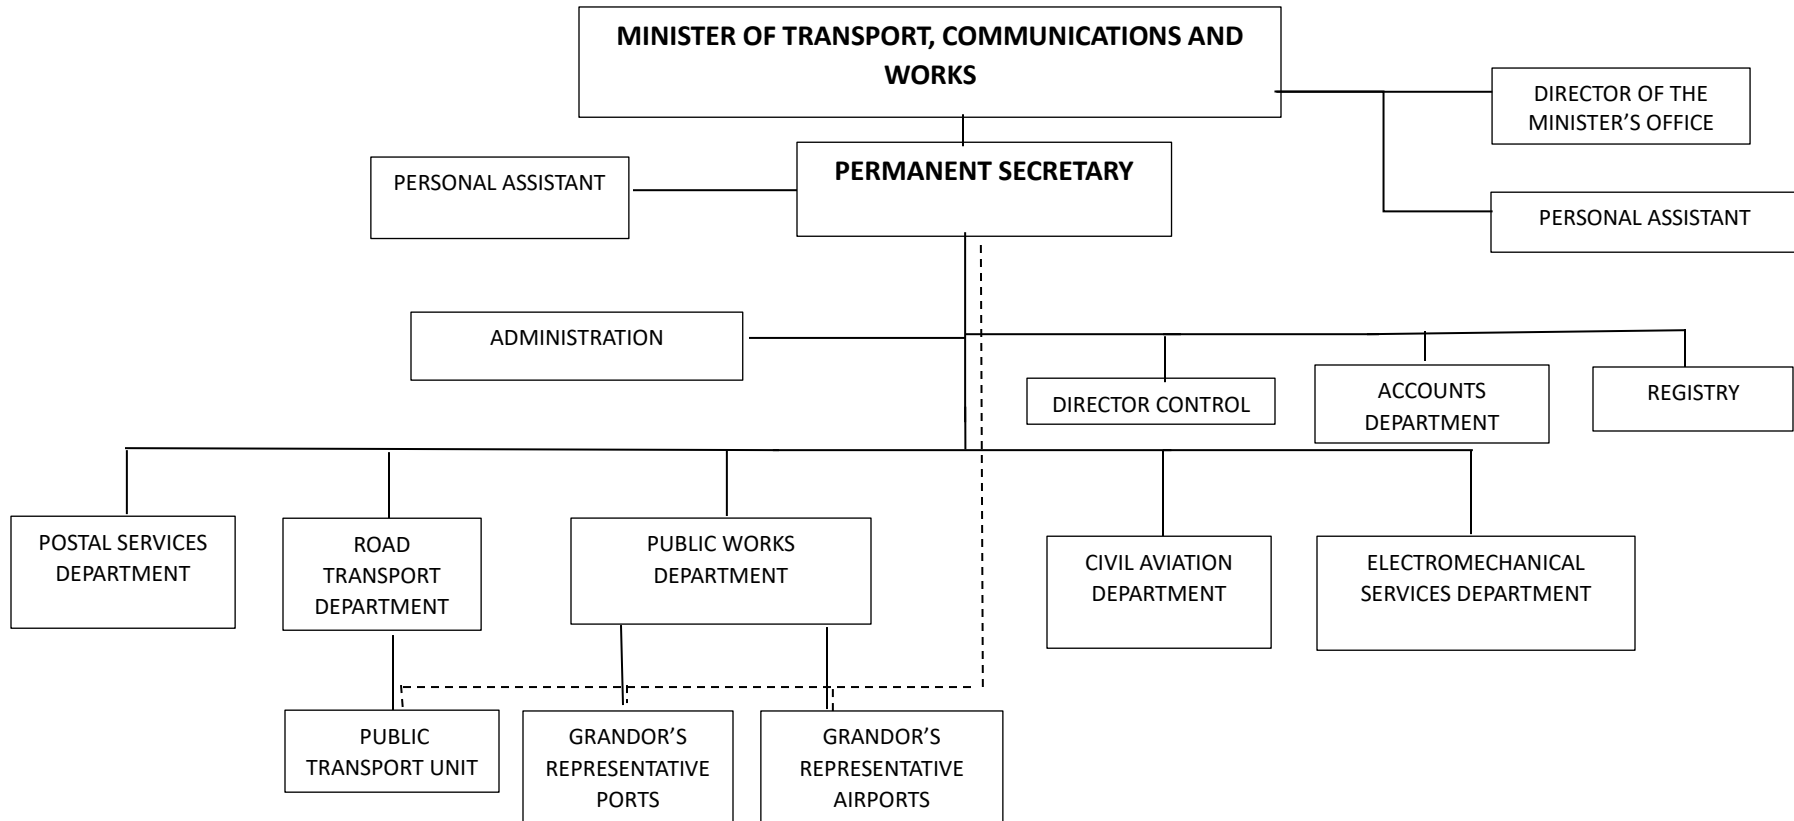 MINISTER OF TRANSPORT, COMMUNICATIONS AND
WORKS
DIRECTOR OF THE
MINISTER’S OFFICE
PERSONAL ASSISTANT
PERMANENT SECRETARY
PERSONAL ASSISTANT
ADMINISTRATION
DIRECTOR CONTROL
ACCOUNTS
DEPARTMENT
REGISTRY
POSTAL SERVICES
DEPARTMENT
ROAD
TRANSPORT
DEPARTMENT
PUBLIC WORKS
DEPARTMENT
CIVIL AVIATION
DEPARTMENT
ELECTROMECHANICAL
SERVICES DEPARTMENT
PUBLIC
TRANSPORT UNIT
GRANDOR’S
REPRESENTATIVE
PORTS
GRANDOR’S
REPRESENTATIVE
AIRPORTS